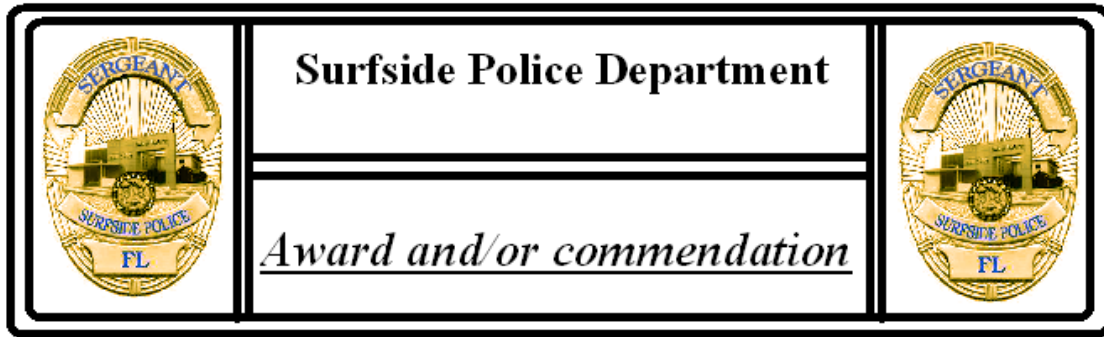 SERGEANT
SURFSIDE POLICE
FL
Surfside Police Department
Award and/or commendation
SERGEANT
SURFSIDE POLICE
FL